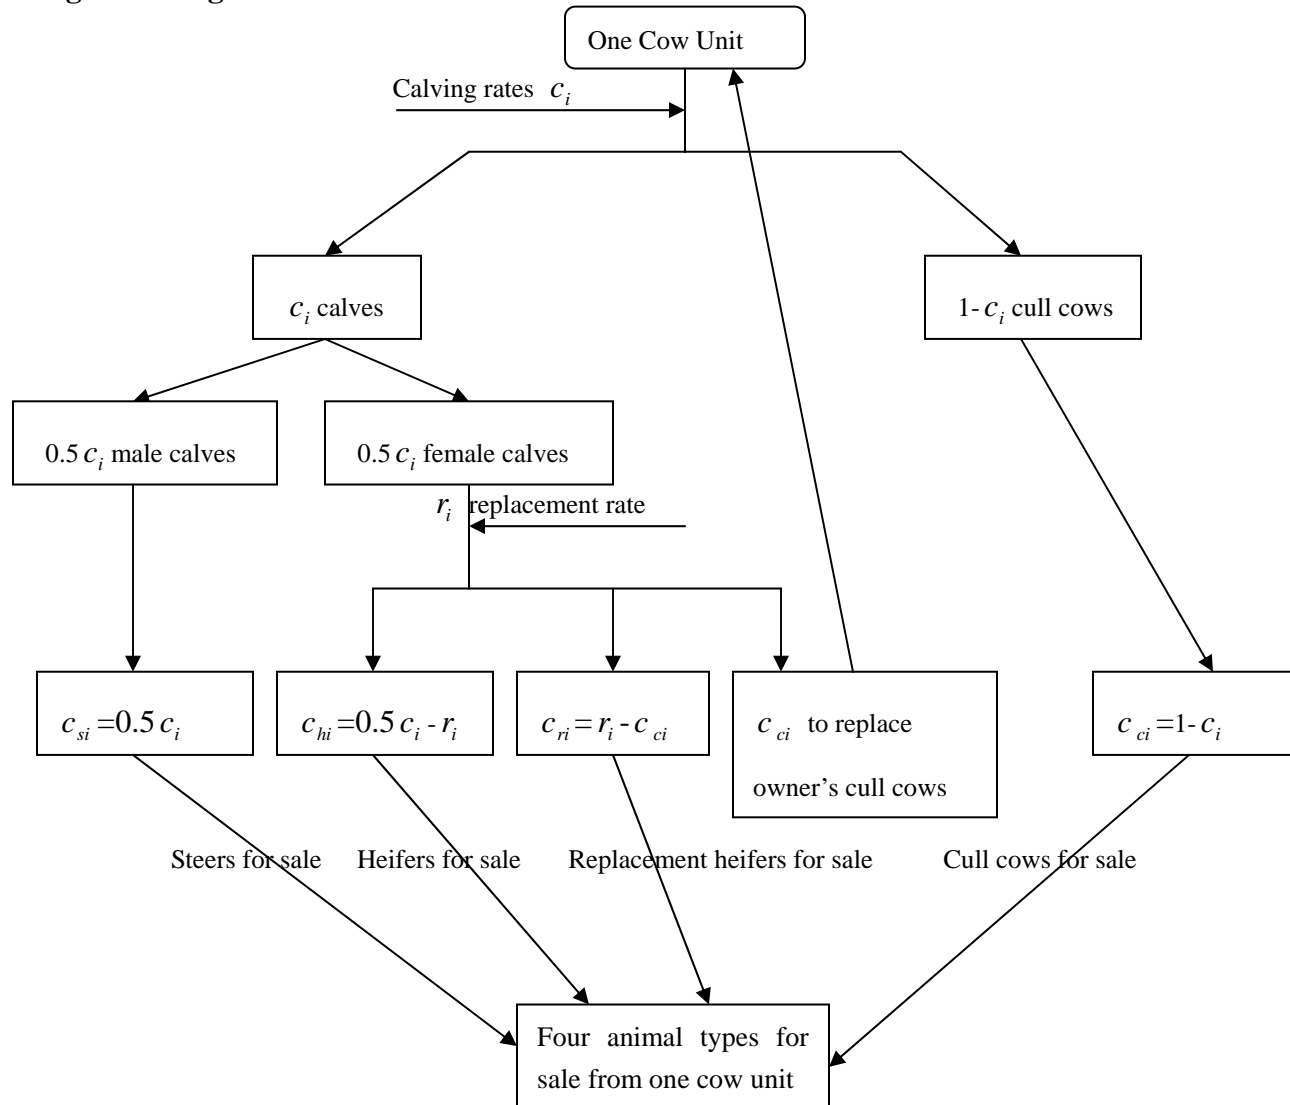 One Cow Unit
Calving rates c_i
c_i calves
1- c_i cull cows
0.5 c_i male calves
0.5 c_i female calves
r_i replacement rate
c_si =0.5 c_i
c_hi =0.5 c_i - r_i
c_ri = r_i - c_ci
c_ci to replace
owner’s cull cows
c_ci =1- c_i
Steers for sale
Heifers for sale
Replacement heifers for sale
Cull cows for sale
Four animal types for
sale from one cow unit